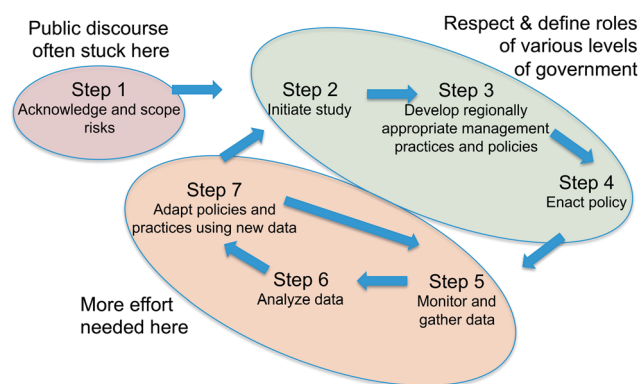 Public discourse
often stuck here
Step 1
Acknowledge and scope
risks
Respect & define roles
of various levels
of government
Step 2
Initiate study
Step 3
Develop regionally
appropriate management
practices and policies
Step 4
Enact policy
Step 5
Monitor and
gather data
Step 6
Analyze data
Step 7
Adapt policies and
practices using new data
More effort
needed here